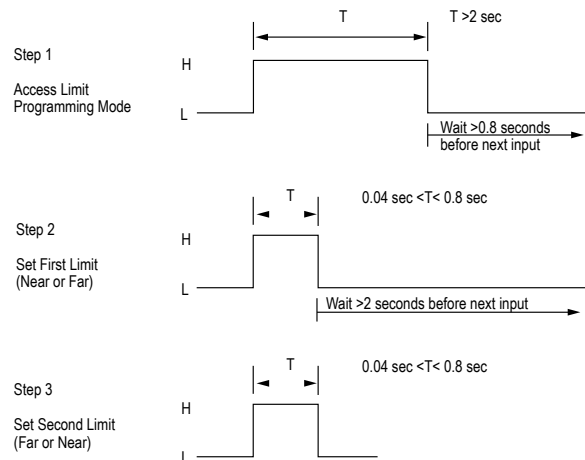 T
T >2 sec
Step 1
H
Access Limit
Programming Mode
L
Wait >0.8 seconds
before next input
T
0.04 sec <T< 0.8 sec
Step 2
H
Set First Limit
(Near or Far)
L
Wait >2 seconds before next input
T
0.04 sec <T< 0.8 sec
Step 3
H
Set Second Limit
(Far or Near)
L